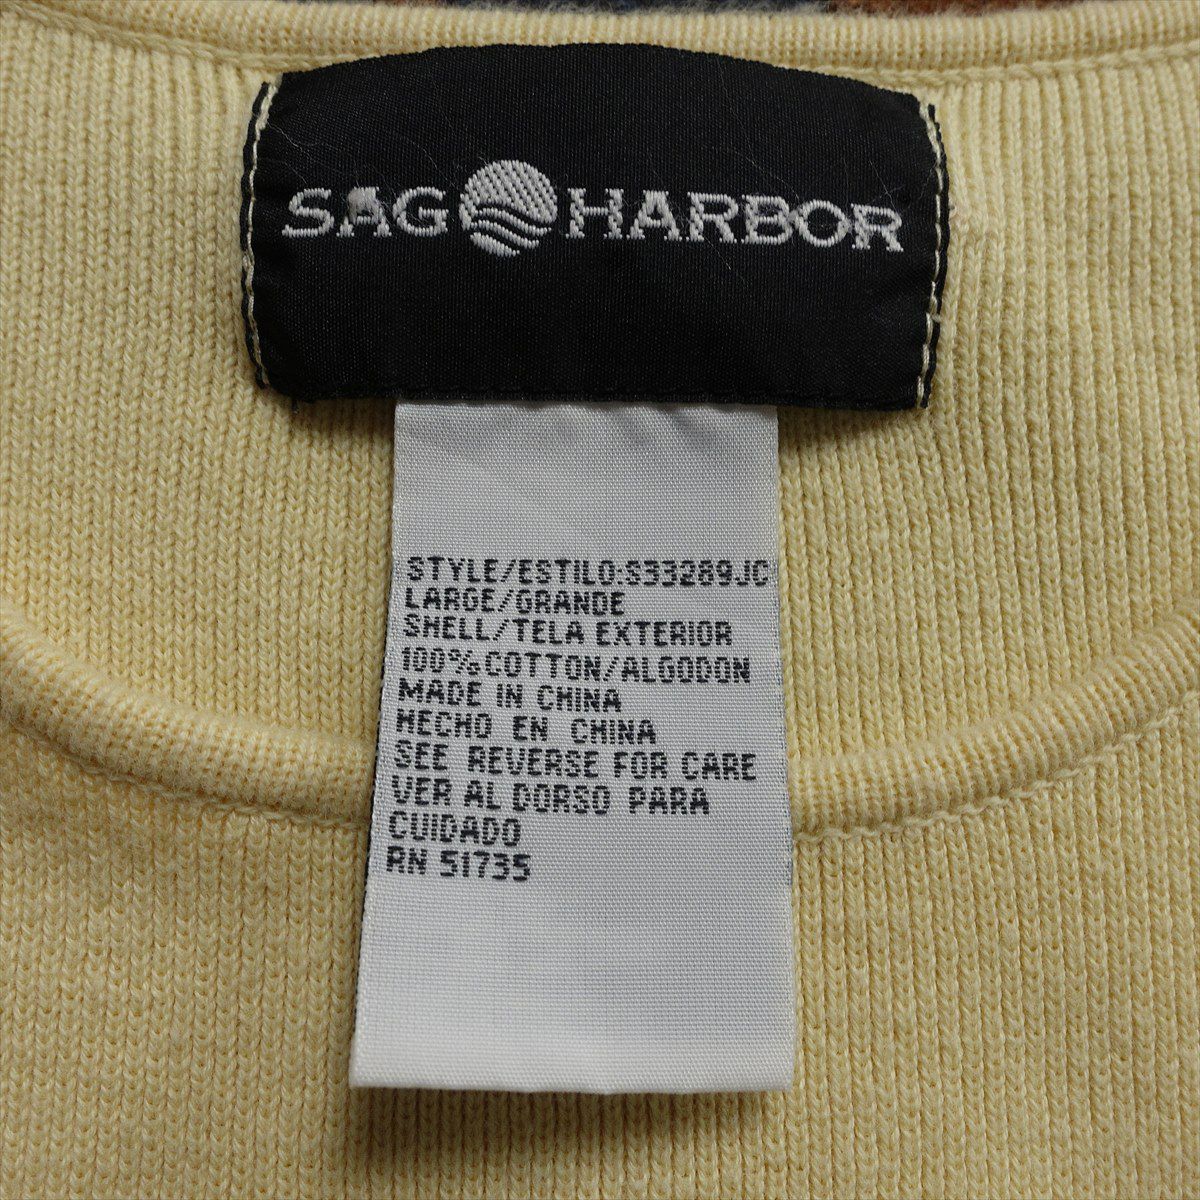 SAG HARBOR
STYLE/ESTILO:S33289JC
LARGE/GRANDE
SHELL/TELA EXTERIOR
100%COTTON/ALGODON
MADE IN CHINA
HECHO EN CHINA
SEE REVERSE FOR CARE
VER AL DORSO PARA
CUIDADO
RN 51735